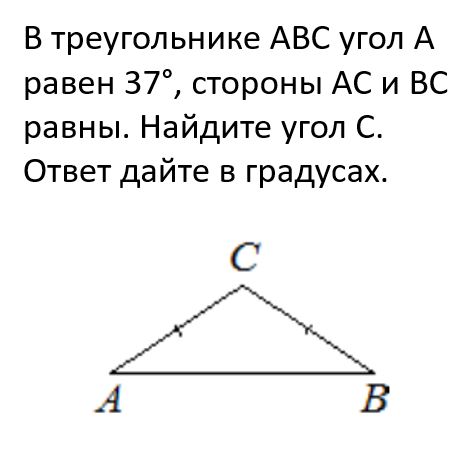 В треугольнике ABC угол A
равен 37°, стороны AC и BC
равны. Найдите угол C.
Ответ дайте в градусах.
C
A B